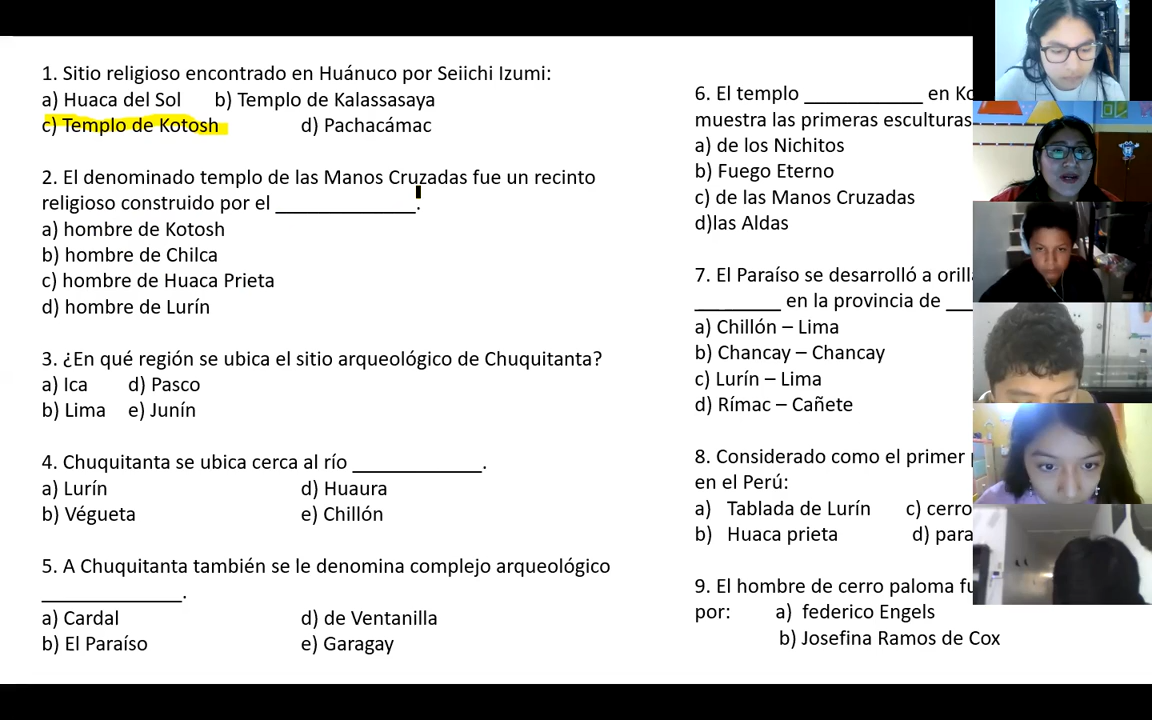 1. Sitio religioso encontrado en Huánuco por Seiichi Izumi:
a) Huaca del Sol b) Templo de Kalassasaya
c) Templo de Kotosh d) Pachacámac
2. El denominado templo de las Manos Cruzadas fue un recinto
religioso construido por el _____________.
a) hombre de Kotosh
b) hombre de Chilca
c) hombre de Huaca Prieta
d) hombre de Lurín
3. ¿En qué región se ubica el sitio arqueológico de Chuquitanta?
a) Ica d) Pasco
b) Lima e) Junín
4. Chuquitanta se ubica cerca al río ____________.
a) Lurín d) Huaura
b) Végueta e) Chillón
5. A Chuquitanta también se le denomina complejo arqueológico
_____________.
a) Cardal d) de Ventanilla
b) El Paraíso e) Garagay
6. El templo ___________ en
muestra las primeras esculturas
a) de los Nichitos
b) Fuego Eterno
c) de las Manos Cruzadas
d)las Aldas
7. El Paraíso se desarrolló a
________ en la provincia de
a) Chillón – Lima
b) Chancay – Chancay
c) Lurín – Lima
d) Rímac – Cañete
8. Considerado como el primer
en el Perú:
a) Tablada de Lurín c) cerro
b) Huaca prieta d)
9. El hombre de cerro paloma
por: a) federico Engels
b) Josefina Ramos de Cox